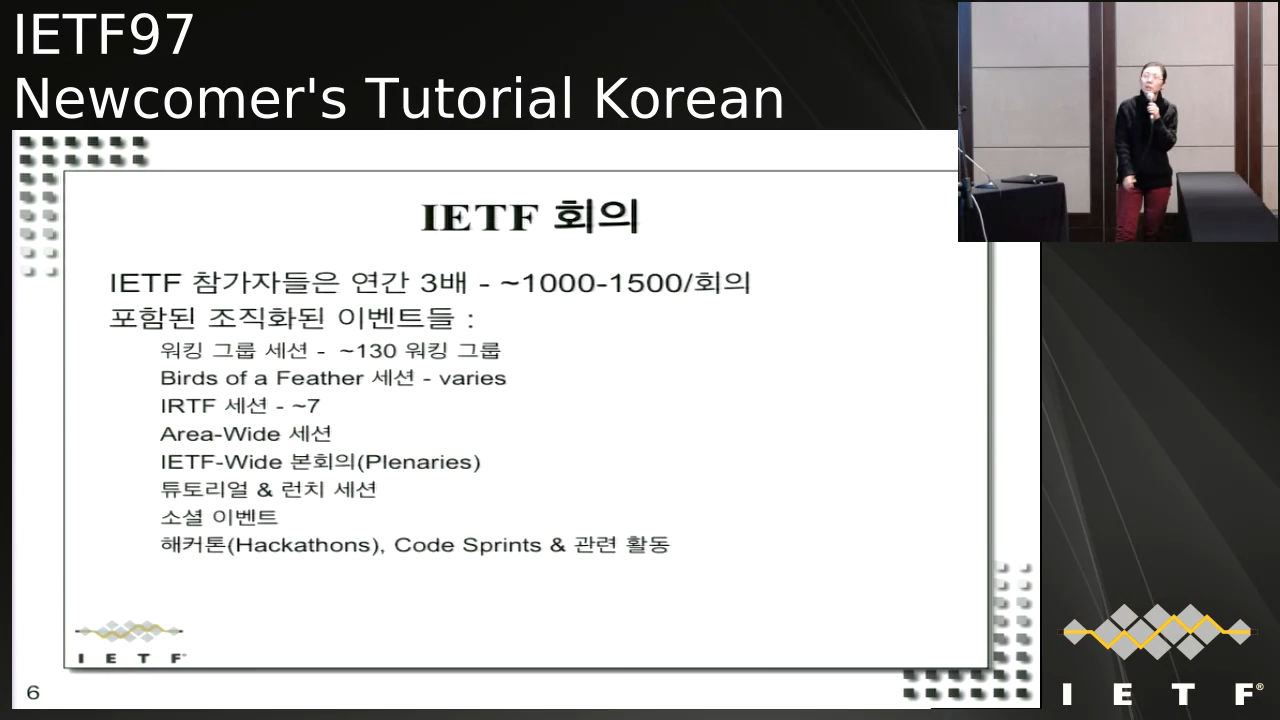 IETF97
Newcomer's Tutorial Korean
IETF 회의
IETF 참가자들은 연간 3배 - ~1000-1500/회의
포함된 조직화된 이벤트들 :
워킹 그룹 세션 - ~130 워킹 그룹
Birds of a Feather 세션 - varies
IRTF 세션 - ~7
Area-Wide 세션
IETF-Wide 본회의(Plenaries)
튜토리얼 & 런치 세션
소셜 이벤트
해커톤(Hackathons), Code Sprints & 관련 활동
I E T F
6
I E T F®